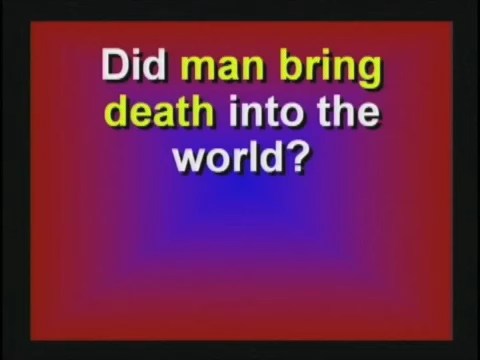 Did man bring
death into the
world?